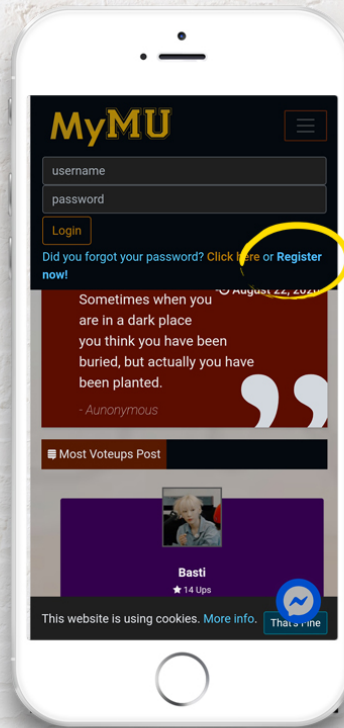 MyMU
username
password
Login
Did you forgot your password? Click here or Register
now!
August 22, 2020
Sometimes when you
are in a dark place
you think you have been
buried, but actually you have
been planted.
- Aunonymous
Most Voteups Post
Basti
14 Ups
This website is using cookies. More info.
That's Fine